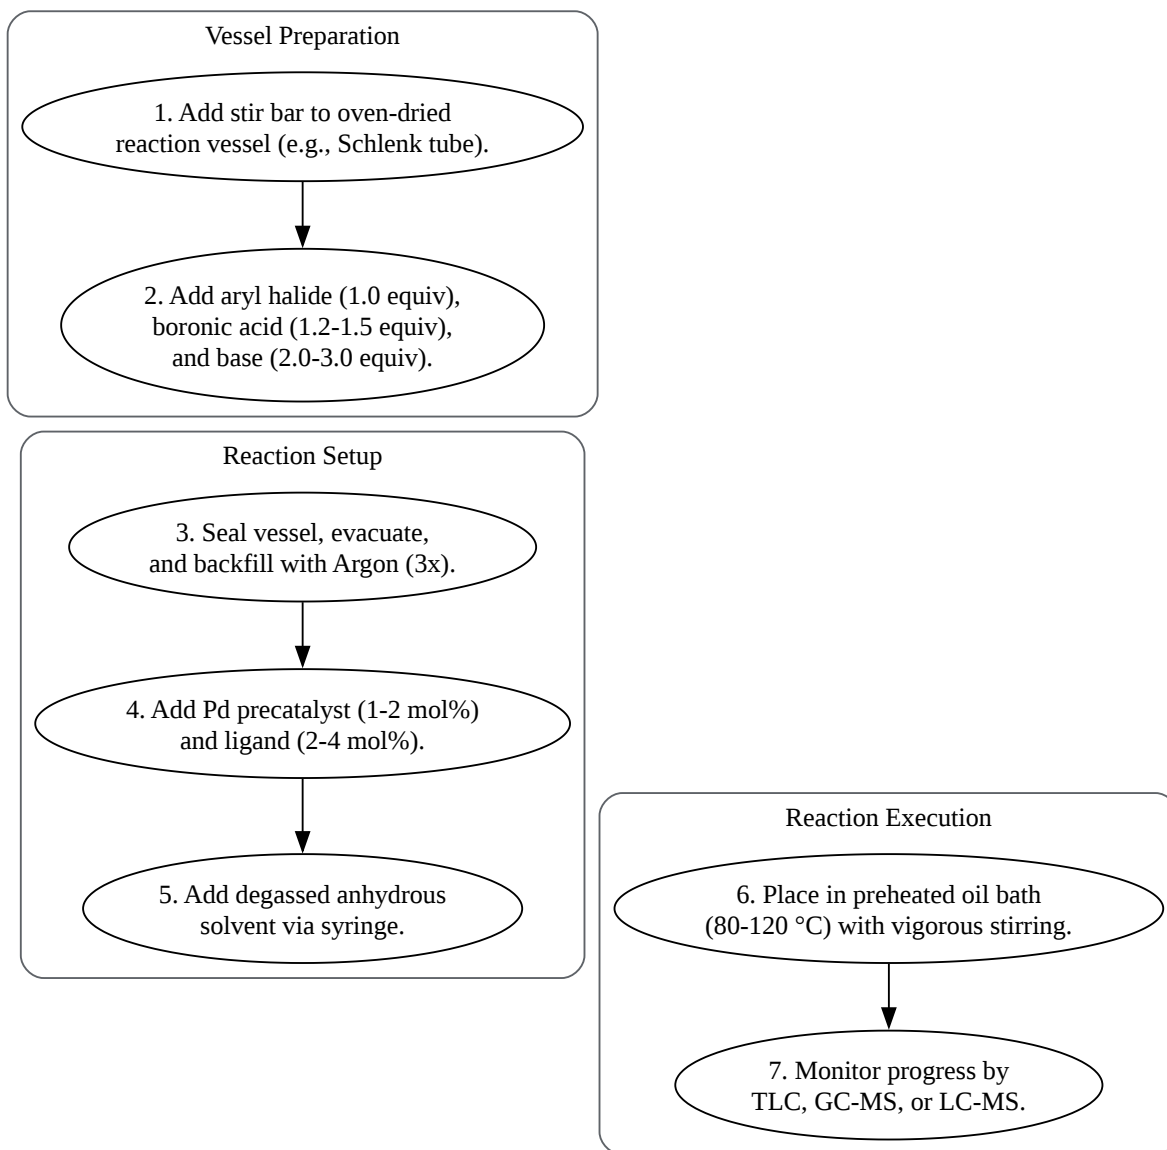 Vessel Preparation
1. Add stir bar to oven-dried
reaction vessel (e.g., Schlenk tube).
2. Add aryl halide (1.0 equiv),
boronic acid (1.2-1.5 equiv),
and base (2.0-3.0 equiv).
Reaction Setup
3. Seal vessel, evacuate,
and backfill with Argon (3x).
4. Add Pd precatalyst (1-2 mol%)
and ligand (2-4 mol%).
5. Add degassed anhydrous
solvent via syringe.
Reaction Execution
6. Place in preheated oil bath
(80-120 °C) with vigorous stirring.
7. Monitor progress by
TLC, GC-MS, or LC-MS.